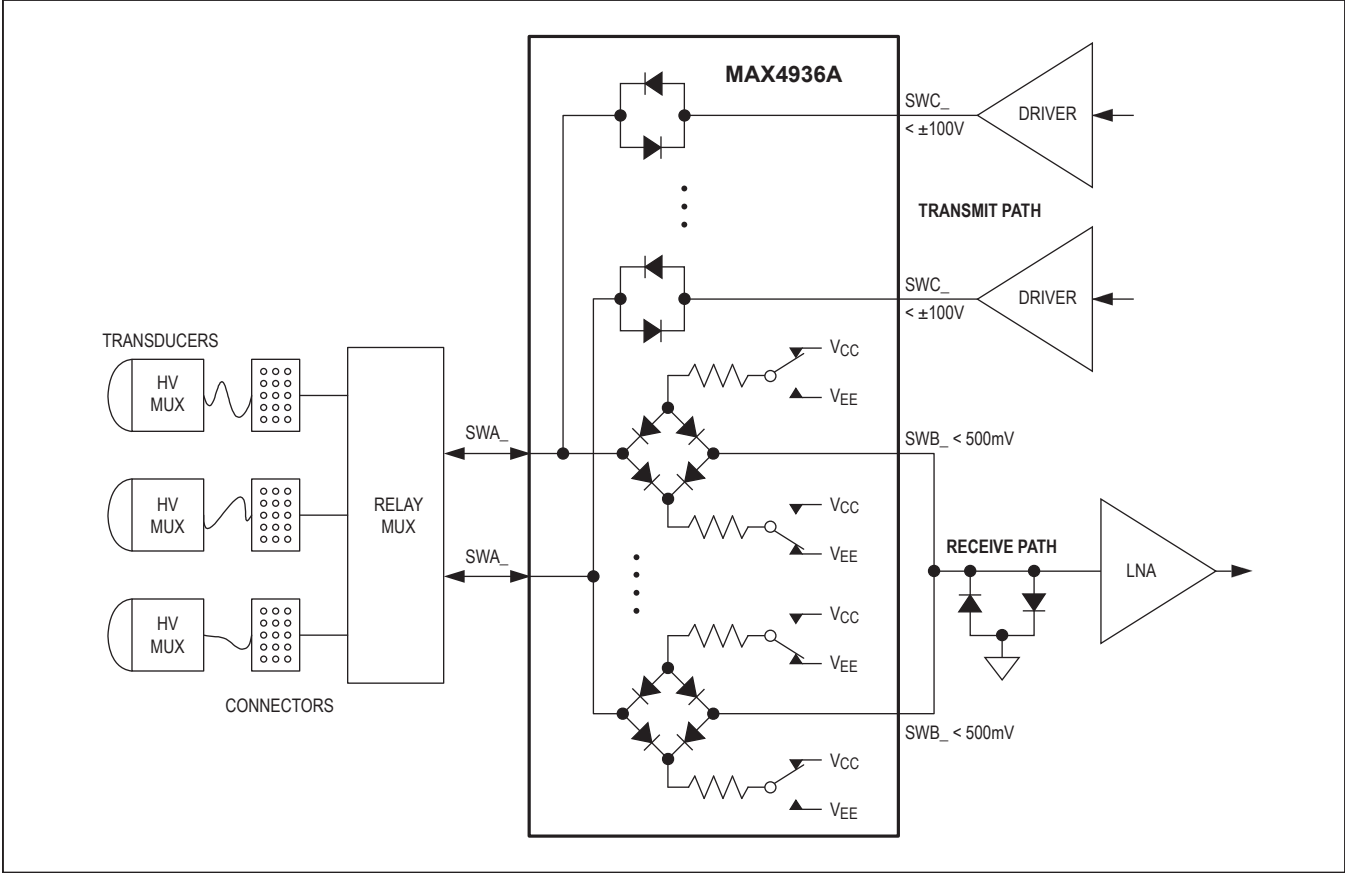 MAX4936A
SWC_
< ±100V
DRIVER
TRANSMIT PATH
SWC_
< ±100V
DRIVER
TRANSDUCERS
HV
MUX
HV
MUX
HV
MUX
CONNECTORS
RELAY
MUX
SWA_
SWA_
VCC
VEE
SWB_ < 500mV
VCC
VEE
RECEIVE PATH
LNA
VCC
VEE
SWB_ < 500mV
VCC
VEE